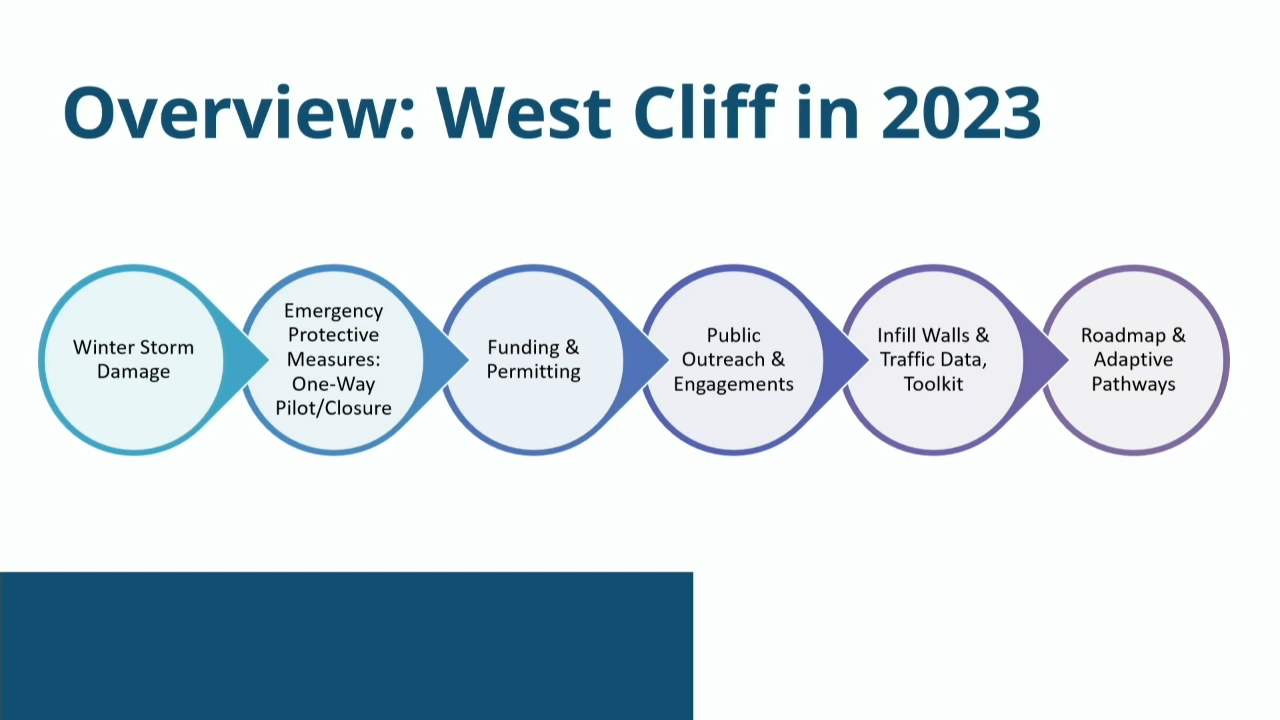 Overview: West Cliff in 2023
Winter Storm
Damage
Emergency
Protective
Measures:
One-Way
Pilot/Closure
Funding &
Permitting
Public
Outreach &
Engagements
Infill Walls &
Traffic Data,
Toolkit
Roadmap &
Adaptive
Pathways